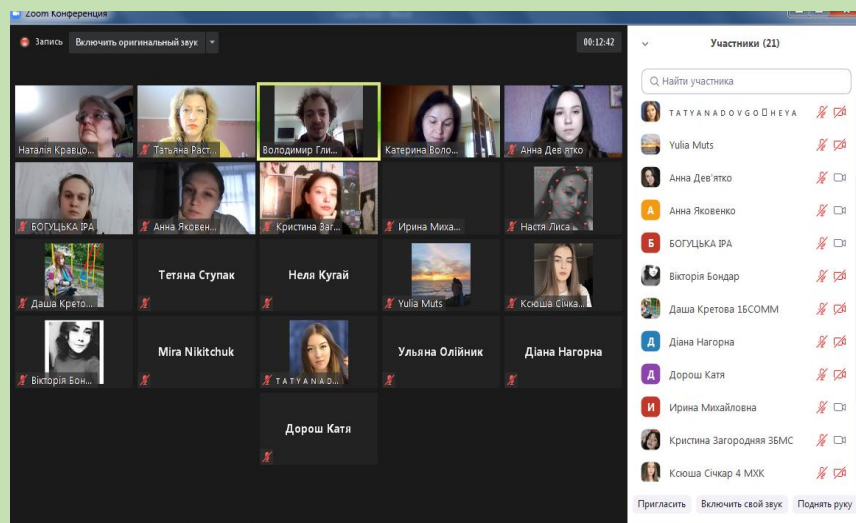 Zoom Конференция
Запись Включить оригинальный звук 00:12:42
Наталія Кравцо... Татьяна Раст... Володимир Гли... Катерина Воло... Анна Дев'ятко
БОГУЦЬКА ІРА Анна Яковен... Кристина Заг... Ирина Миха... Настя Лиса
Даша Крето... Тетяна Ступак Неля Кугай Yulia Muts Ксюша Січка...
Вікторія Бон... Mira Nikitchuk T A T Y A N A D... Ульяна Олійник Діана Нагорна
Дорош Катя
Участники (21)
Найти участника
T A T Y A N A D O V G O □ H E Y A
Yulia Muts
Анна Дев'ятко
А Анна Яковенко
Б БОГУЦЬКА ІРА
Вікторія Бондар
Даша Кретова 1БСОММ
Д Діана Нагорна
Д Дорош Катя
И Ирина Михайловна
Кристина Загородняя 3БМС
Ксюша Січкар 4 МХК
Пригласить Включить свой звук Поднять руку